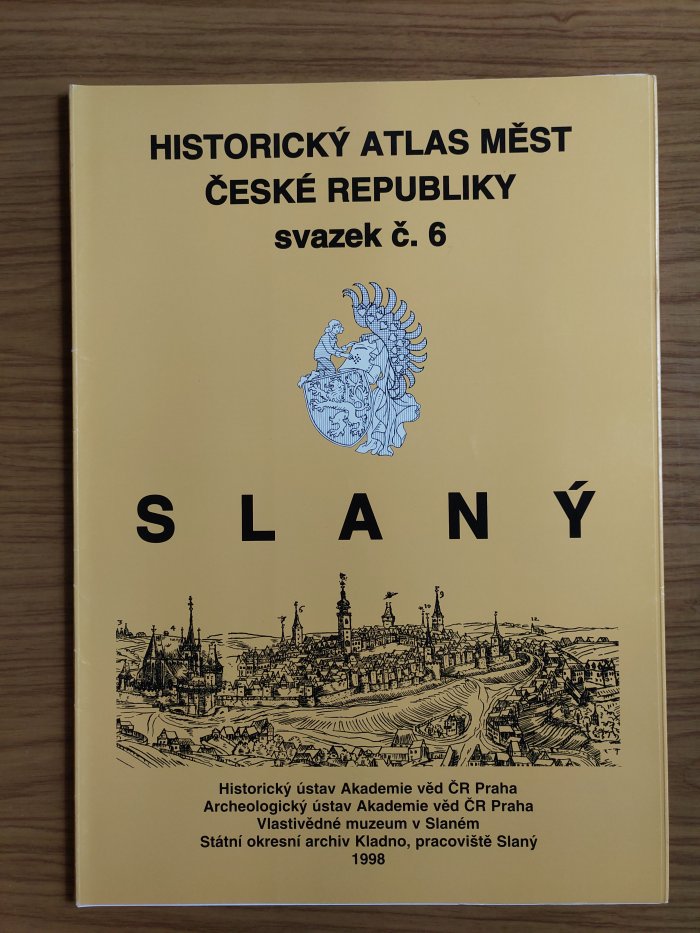 HISTORICKÝ ATLAS MĚST
ČESKÉ REPUBLIKY
svazek č. 6
SLANÝ
Historický ústav Akademie věd ČR Praha
Archeologický ústav Akademie věd ČR Praha
Vlastivědné muzeum v Slaném
Státní okresní archiv Kladno, pracoviště Slaný
1998